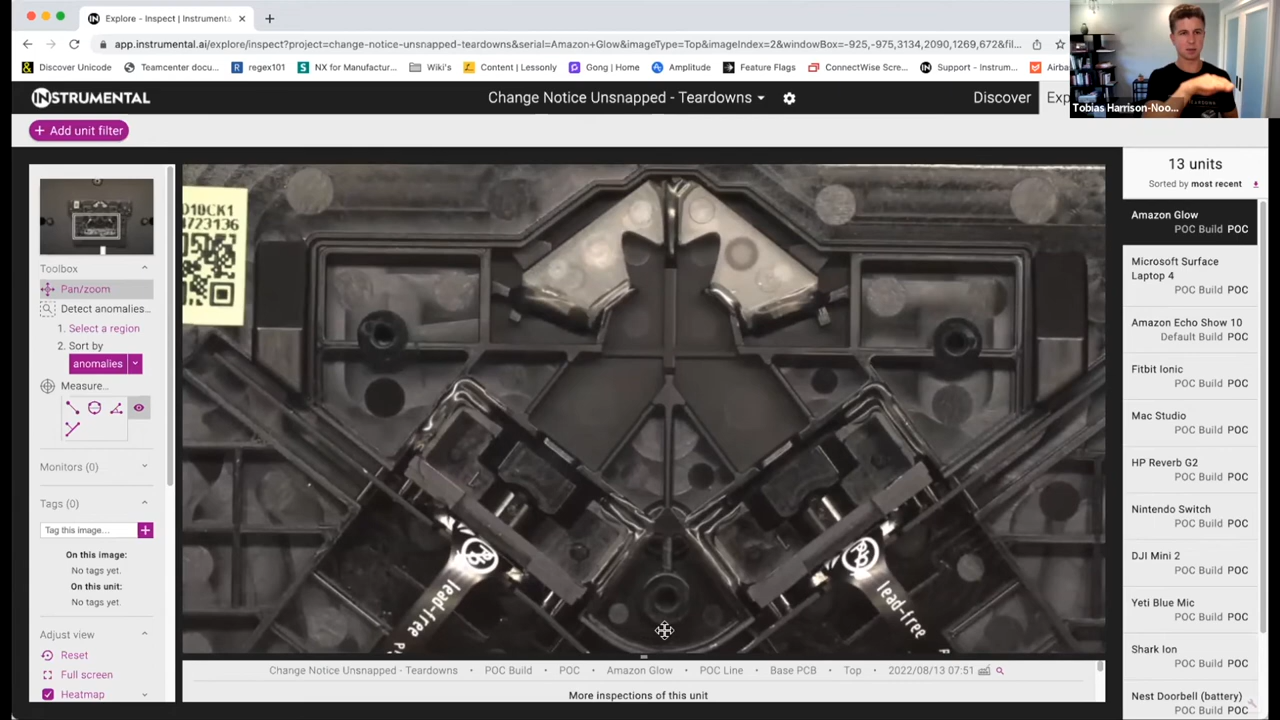 Explore - Inspect | Instruments
app.instrumental.ai/explore/inspect?project=change-notice-unsnapped-teardowns&serial=Amazon+Glow&imageType=Top&imageIndex=2&windowBox=-925,-975,3134,2090,1269,672&fil...
Discover Unicode
Teamcenter docu...
regex101
NX for Manufactur...
Wiki's
Content | Lessonly
Gong | Home
Amplitude
Feature Flags
ConnectWise Scre...
Support - Instrum...
Airba
Tobias Harrison-Noo...
INSTRUMENTAL
Change Notice Unsnapped - Teardowns
Discover
Exp
+ Add unit filter
Toolbox
Pan/zoom
Detect anomalies...
1. Select a region
2. Sort by
anomalies
Measure...
Monitors (0)
Tags (0)
Tag this image...
+
On this image:
No tags yet.
On this unit:
No tags yet.
Adjust view
Reset
Full screen
Heatmap
D1DCK1
4723136
Pb
lead-free
Pb
lead-free
Change Notice Unsnapped - Teardowns
POC Build
POC
Amazon Glow
POC Line
Base PCB
Top
2022/08/13 07:51
More inspections of this unit
13 units
Sorted by most recent
Amazon Glow
POC Build POC
Microsoft Surface
Laptop 4
POC Build POC
Amazon Echo Show 10
Default Build POC
Fitbit Ionic
POC Build POC
Mac Studio
POC Build POC
HP Reverb G2
POC Build POC
Nintendo Switch
POC Build POC
DJI Mini 2
POC Build POC
Yeti Blue Mic
POC Build POC
Shark Ion
POC Build POC
Nest Doorbell (battery)
POC Build POC